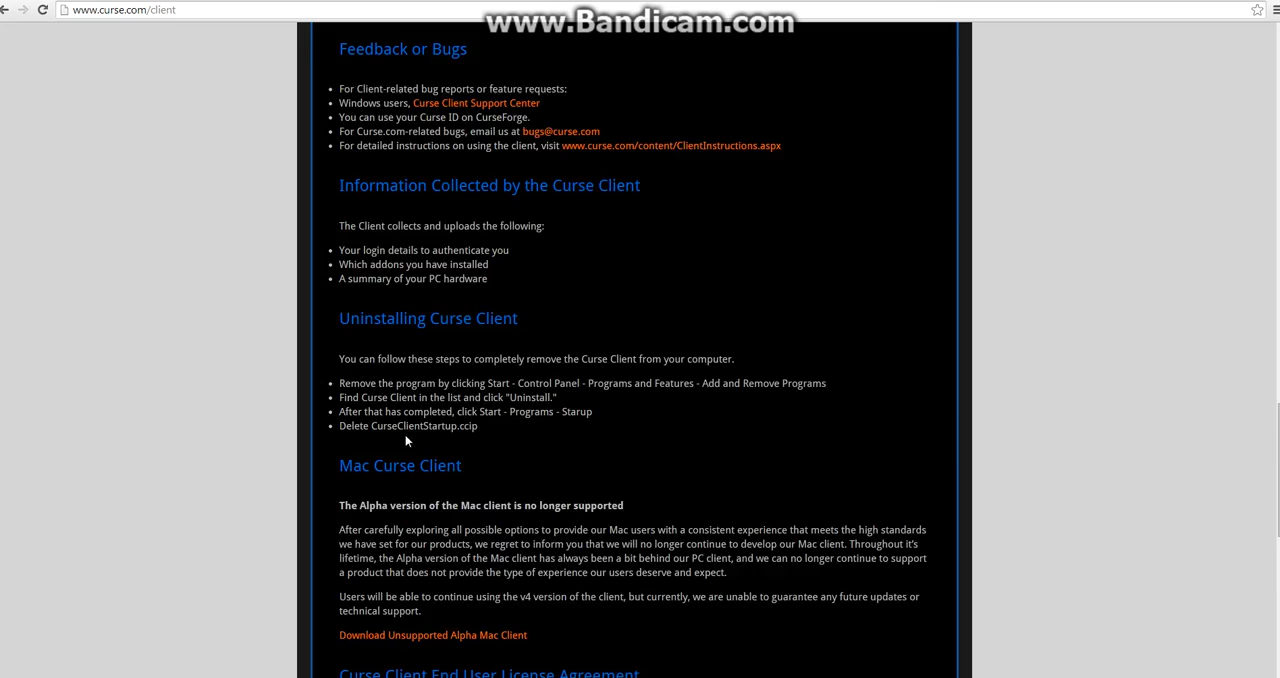 www.curse.com/client
www.Bandicam.com
Feedback or Bugs
For Client-related bug reports or feature requests:
Windows users, Curse Client Support Center
You can use your Curse ID on CurseForge.
For Curse.com-related bugs, email us at bugs@curse.com
For detailed instructions on using the client, visit www.curse.com/content/ClientInstructions.aspx
Information Collected by the Curse Client
The Client collects and uploads the following:
Your login details to authenticate you
Which addons you have installed
A summary of your PC hardware
Uninstalling Curse Client
You can follow these steps to completely remove the Curse Client from your computer.
Remove the program by clicking Start - Control Panel - Programs and Features - Add and Remove Programs
Find Curse Client in the list and click "Uninstall."
After that has completed, click Start - Programs - Starup
Delete CurseClientStartup.ccip
Mac Curse Client
The Alpha version of the Mac client is no longer supported
After carefully exploring all possible options to provide our Mac users with a consistent experience that meets the high standards
we have set for our products, we regret to inform you that we will no longer continue to develop our Mac client. Throughout it's
lifetime, the Alpha version of the Mac client has always been a bit behind our PC client, and we can no longer continue to support
a product that does not provide the type of experience our users deserve and expect.
Users will be able to continue using the v4 version of the client, but currently, we are unable to guarantee any future updates or
technical support.
Download Unsupported Alpha Mac Client
Curse Client End User License Agreement